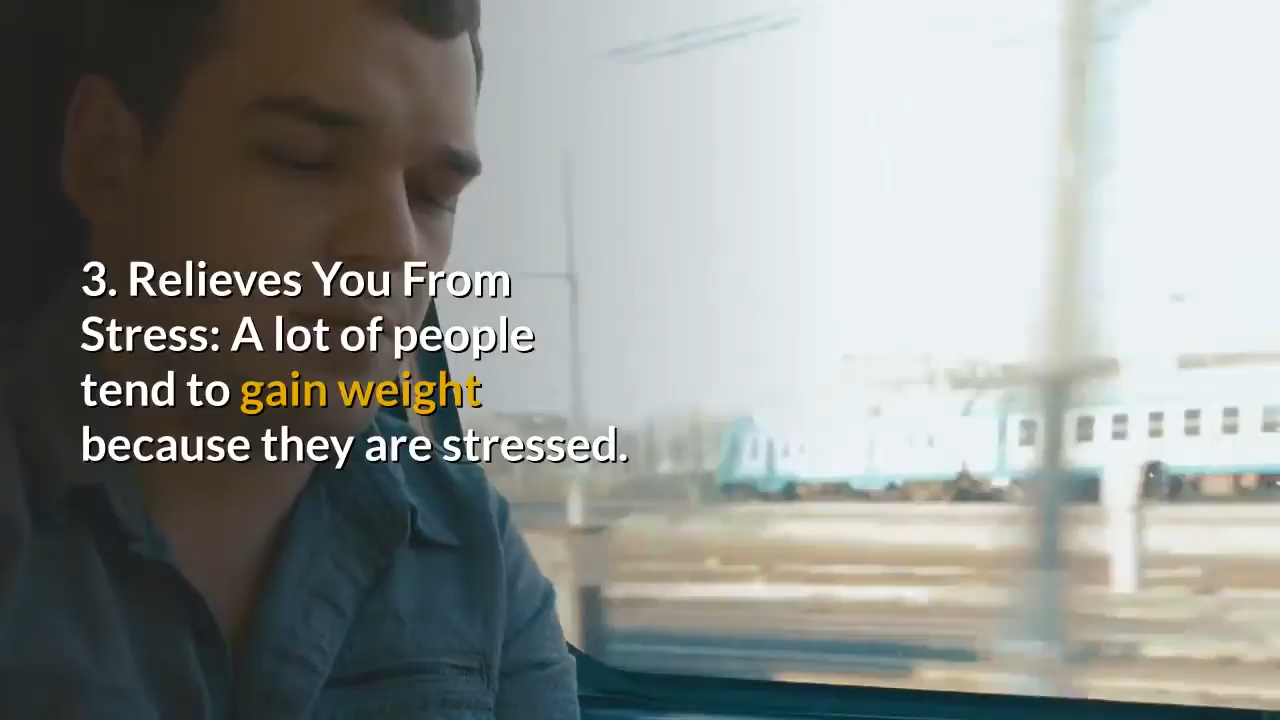 3. Relieves You From
Stress: A lot of people
tend to gain weight
because they are stressed.